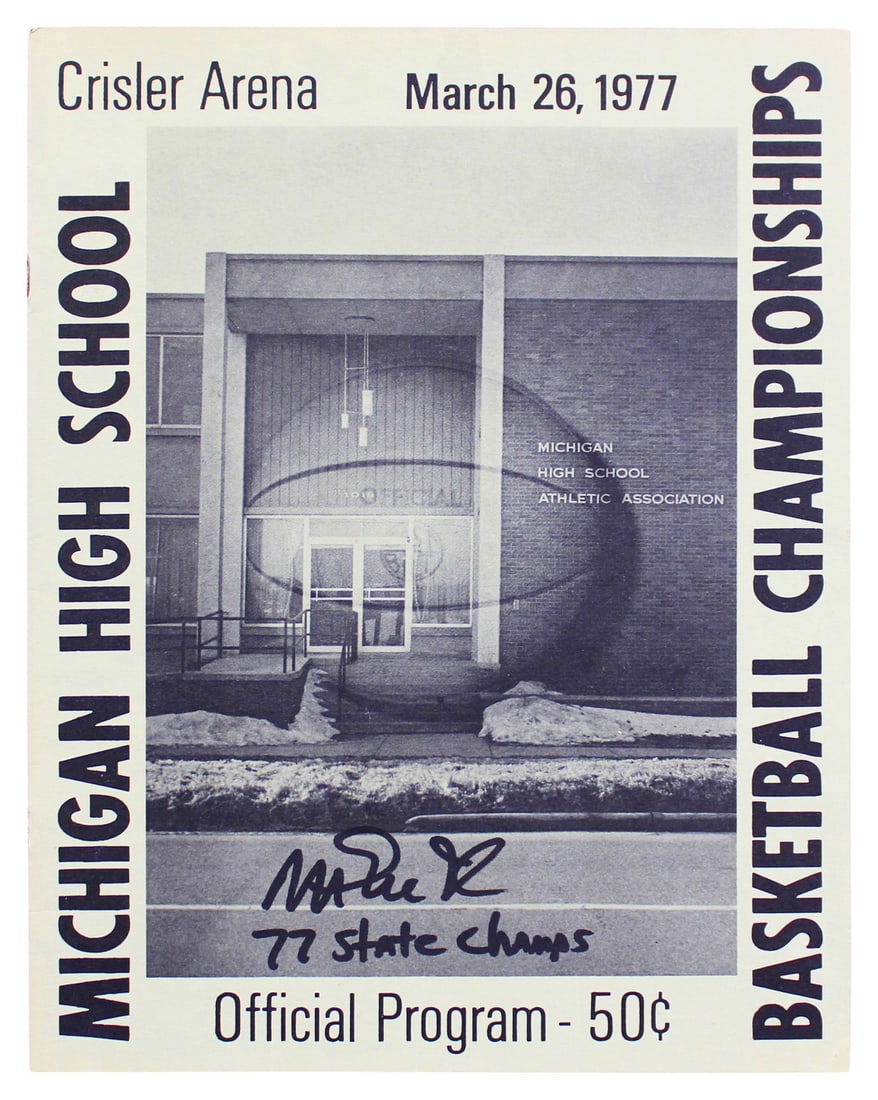 Crisler Arena
March 26, 1977
MICHIGAN HIGH SCHOOL
BASKETBALL CHAMPIONSHIPS
OFFICIAL
MICHIGAN
HIGH SCHOOL
ATHLETIC ASSOCIATION
77 State Champs
Official Program - 50¢